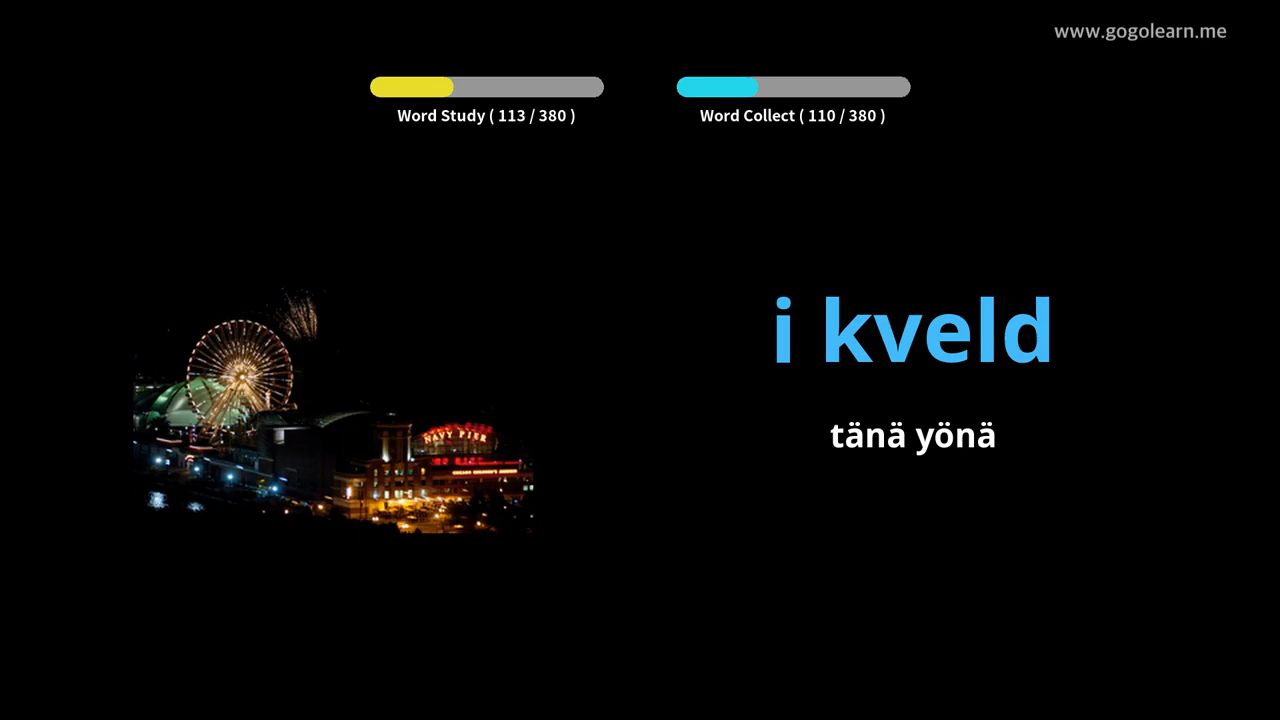 www.gogolearn.me
Word Study ( 113 / 380 )
Word Collect ( 110 / 380 )
i kveld
tänä yönä
NAVY PIER